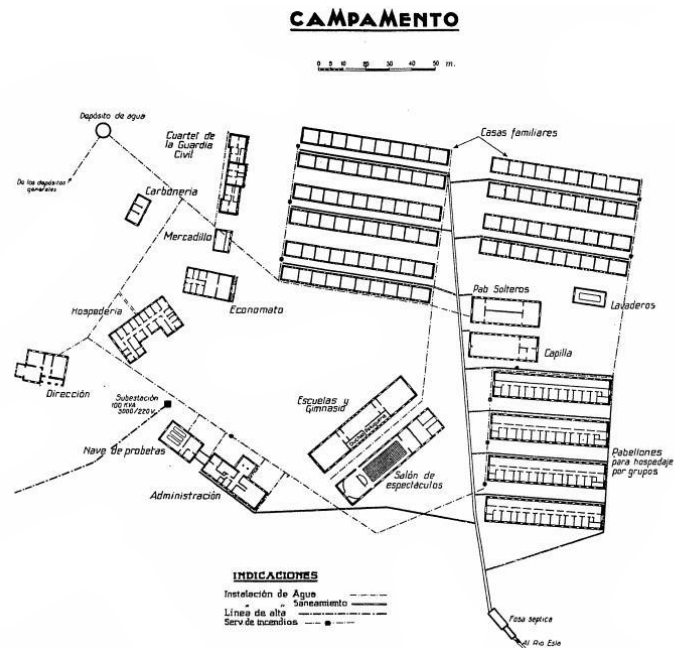 CAMPAMENTO
0 5 10 20 30 40 50 m.
Depósito de agua
Cuartel de
la Guardia
Civil
Casas familiares
De los depósitos
generales
Carbonería
Mercadillo
Economato
Pab Solteros
Lavaderos
Hospedería
Capilla
Dirección
Subestación
100 KVA
3000/220 V.
Escuelas y
Gimnasio
Nave de probetas
Salón de
espectáculos
Administración
Pabellones
para hospedaje
por grupos
INDICACIONES
Instalación de Agua
" " Saneamiento
Línea de alta
Serv de incendios
Fosa séptica
Al Rio Esla